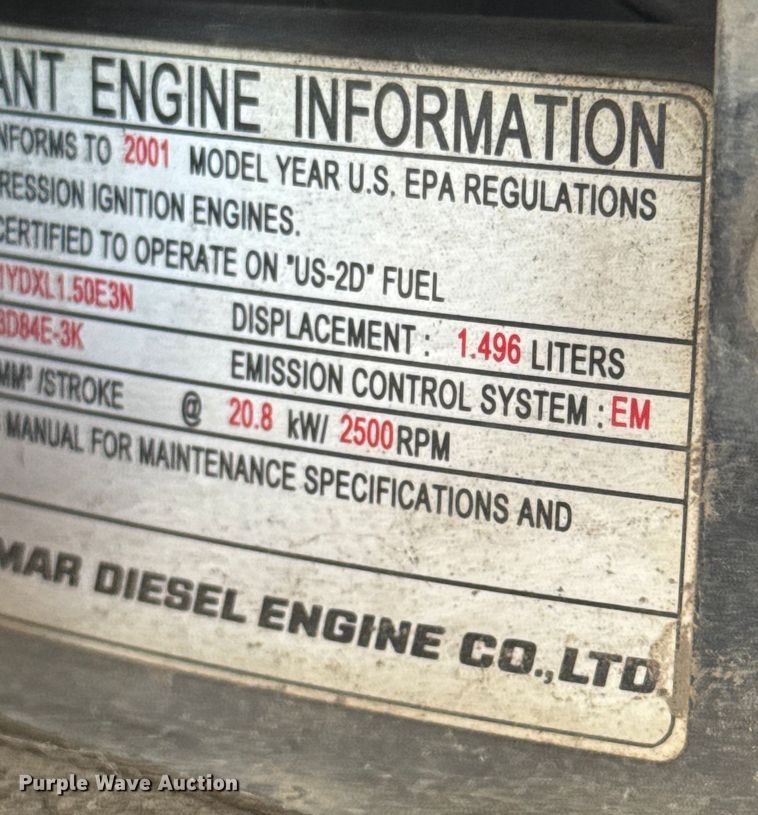 ANT ENGINE INFORMATION
NFORMS TO 2001 MODEL YEAR U.S. EPA REGULATIONS
RESSION IGNITION ENGINES.
CERTIFIED TO OPERATE ON "US-2D" FUEL
1YDXL1.50E3N DISPLACEMENT : 1.496 LITERS
3D84E-3K EMISSION CONTROL SYSTEM : EM
MM³ /STROKE @ 20.8 kW/ 2500 RPM
MANUAL FOR MAINTENANCE SPECIFICATIONS AND
MAR DIESEL ENGINE CO.,LTD
Purple Wave Auction